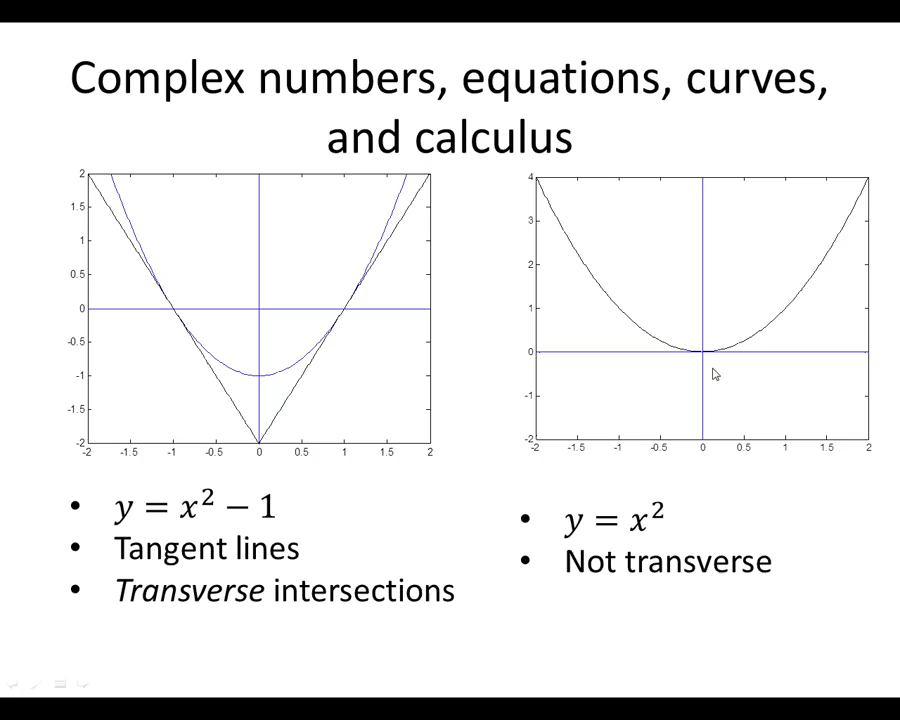 Complex numbers, equations, curves,
and calculus
2
1.5
1
0.5
0
-0.5
-1
-1.5
-2
-2 -1.5 -1 -0.5 0 0.5 1 1.5 2
4
3
2
1
0
-1
-2
-2 -1.5 -1 -0.5 0 0.5 1 1.5 2
• y = x² − 1
• Tangent lines
• Transverse intersections
• y = x²
• Not transverse